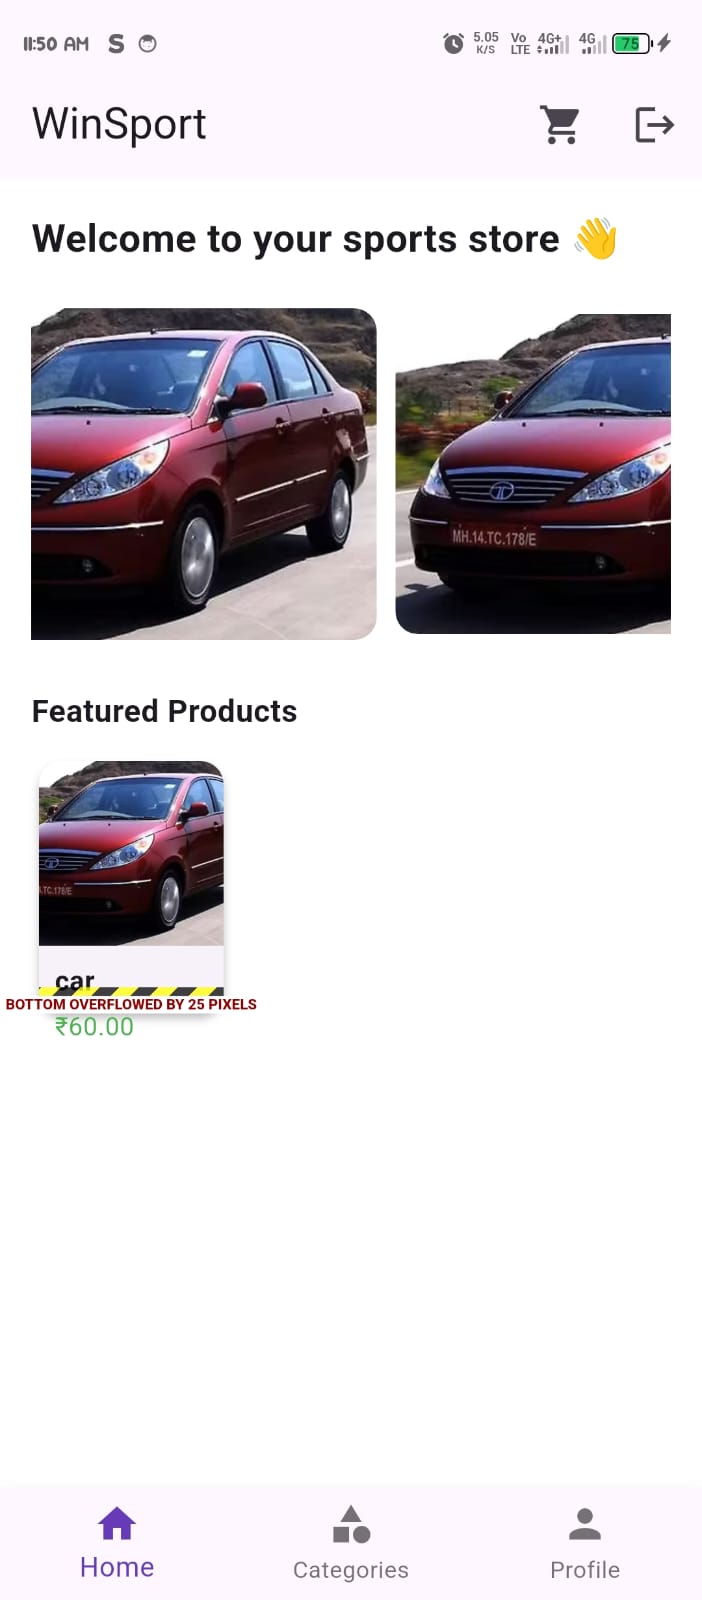 11:50 AM S 5.05 K/S Vo LTE 4G+ 4G 75
WinSport
Welcome to your sports store 👋
MH.14.TC.178/E
Featured Products
.TC.178/E
car
BOTTOM OVERFLOWED BY 25 PIXELS
₹60.00
Home Categories Profile